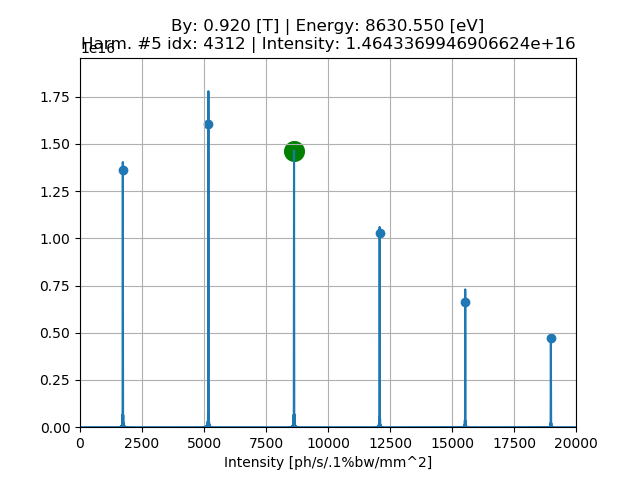 By: 0.920 [T] | Energy: 8630.550 [eV]
Harm. #5 idx: 4312 | Intensity: 1.4643369946906624e+16
1e16
1.75
1.50
1.25
1.00
0.75
0.50
0.25
0.00
0 2500 5000 7500 10000 12500 15000 17500 20000
Intensity [ph/s/.1%bw/mm^2]